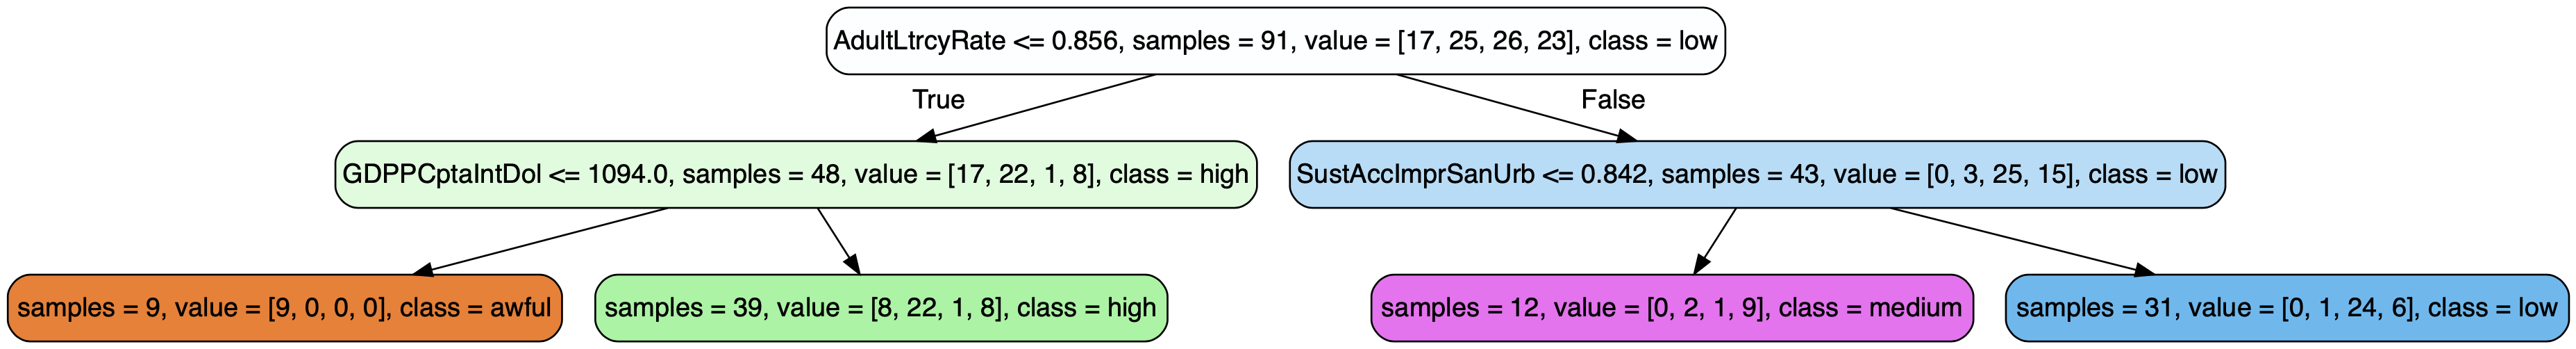 AdultLtrcyRate <= 0.856, samples = 91, value = [17, 25, 26, 23], class = low
True
False
GDPPCptaIntDol <= 1094.0, samples = 48, value = [17, 22, 1, 8], class = high
SustAccImprSanUrb <= 0.842, samples = 43, value = [0, 3, 25, 15], class = low
samples = 9, value = [9, 0, 0, 0], class = awful
samples = 39, value = [8, 22, 1, 8], class = high
samples = 12, value = [0, 2, 1, 9], class = medium
samples = 31, value = [0, 1, 24, 6], class = low